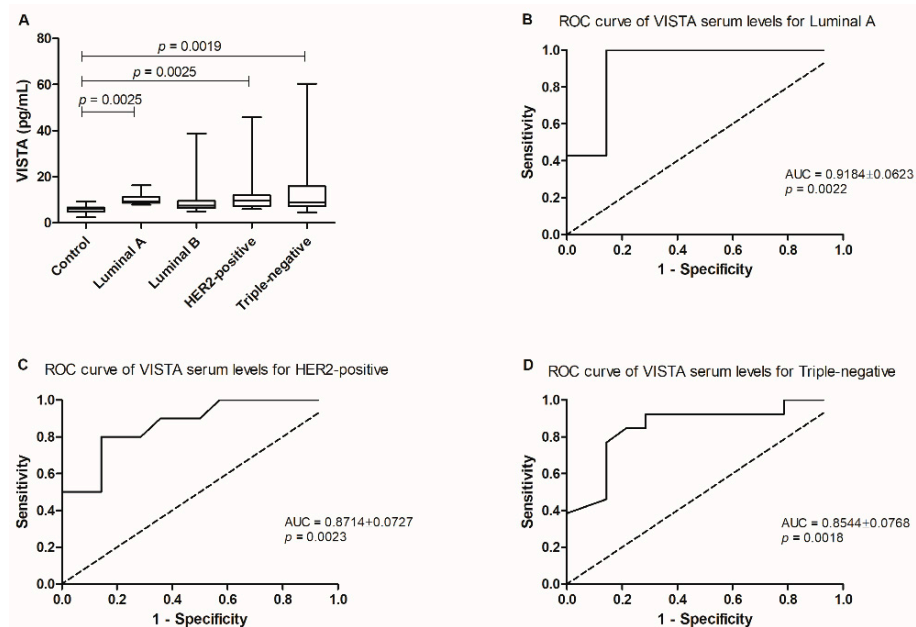 A
80
60
40
20
0
VISTA (pg/mL)
p = 0.0019
p = 0.0025
p = 0.0025
Control
Luminal A
Luminal B
HER2-positive
Triple-negative
B ROC curve of VISTA serum levels for Luminal A
1.0
0.8
0.6
0.4
0.2
0.0
Sensitivity
AUC = 0.9184±0.0623
p = 0.0022
0.0 0.2 0.4 0.6 0.8 1.0
1 - Specificity
C ROC curve of VISTA serum levels for HER2-positive
1.0
0.8
0.6
0.4
0.2
0.0
Sensitivity
AUC = 0.8714±0.0727
p = 0.0023
0.0 0.2 0.4 0.6 0.8 1.0
1 - Specificity
D ROC curve of VISTA serum levels for Triple-negative
1.0
0.8
0.6
0.4
0.2
0.0
Sensitivity
AUC = 0.8544±0.0768
p = 0.0018
0.0 0.2 0.4 0.6 0.8 1.0
1 - Specificity